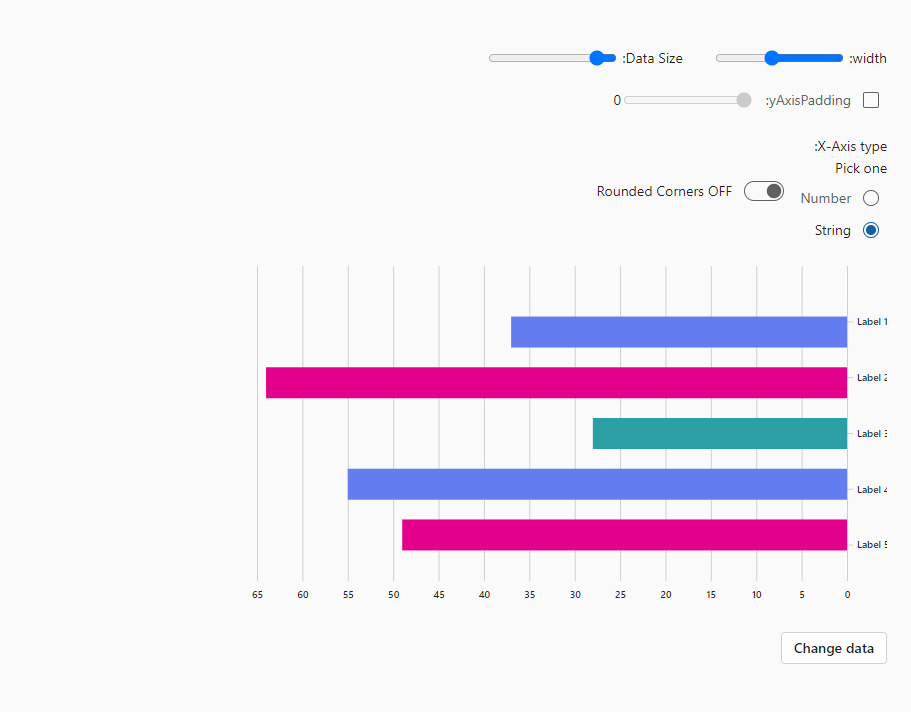 :Data Size :width
0 :yAxisPadding
:X-Axis type
Pick one
Rounded Corners OFF Number
String
Label 1
Label 2
Label 3
Label 4
Label 5
65 60 55 50 45 40 35 30 25 20 15 10 5 0
Change data